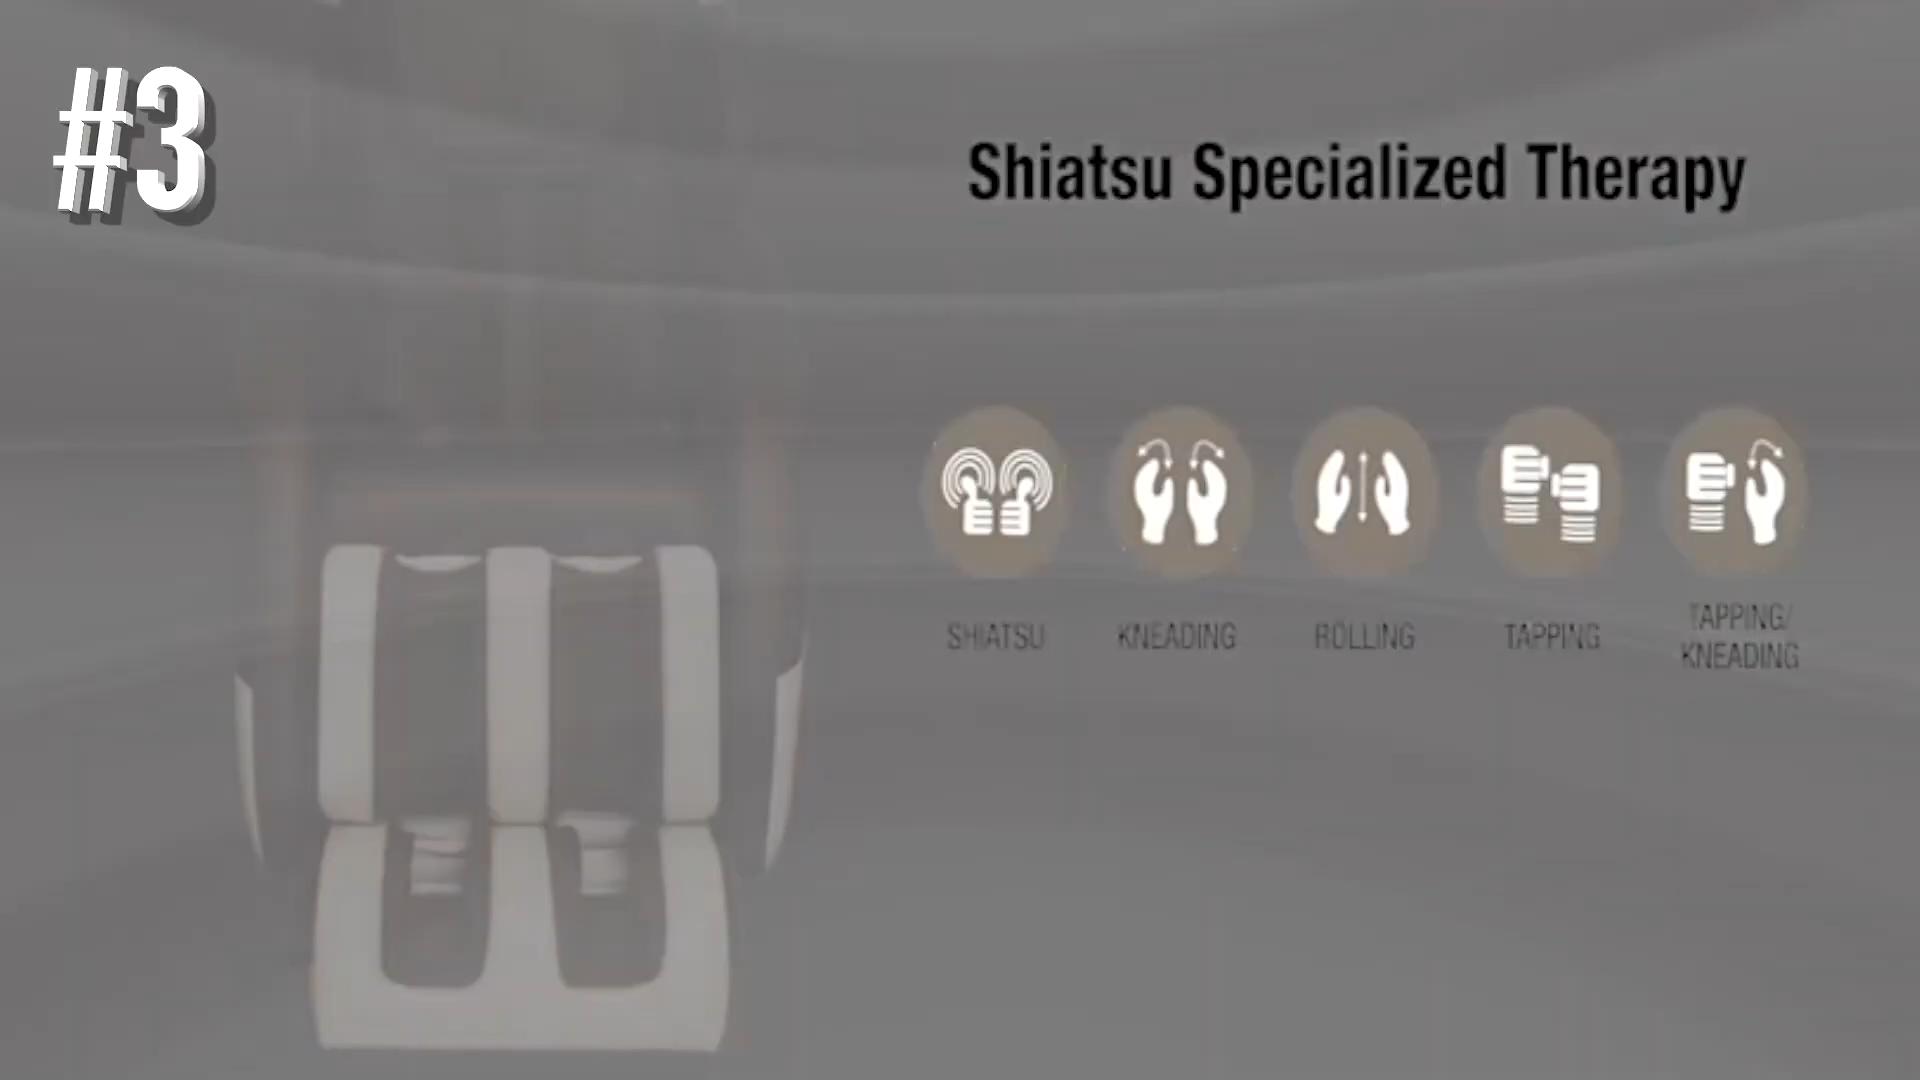 #3
Shiatsu Specialized Therapy
SHIATSU
KNEADING
ROLLING
TAPPING
TAPPING/
KNEADING